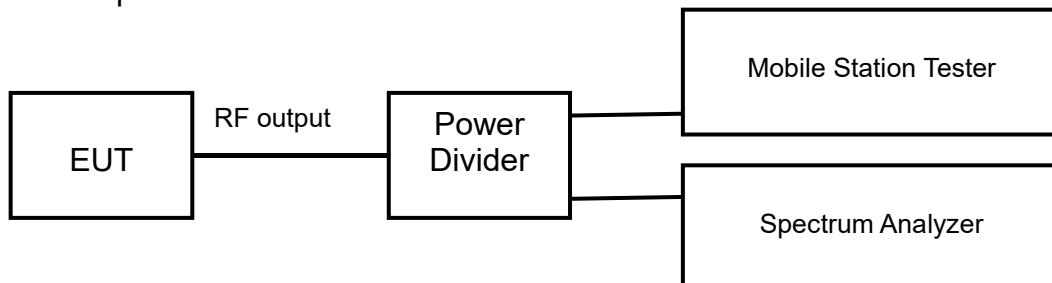 EUT
RF output
Power
Divider
Mobile Station Tester
Spectrum Analyzer